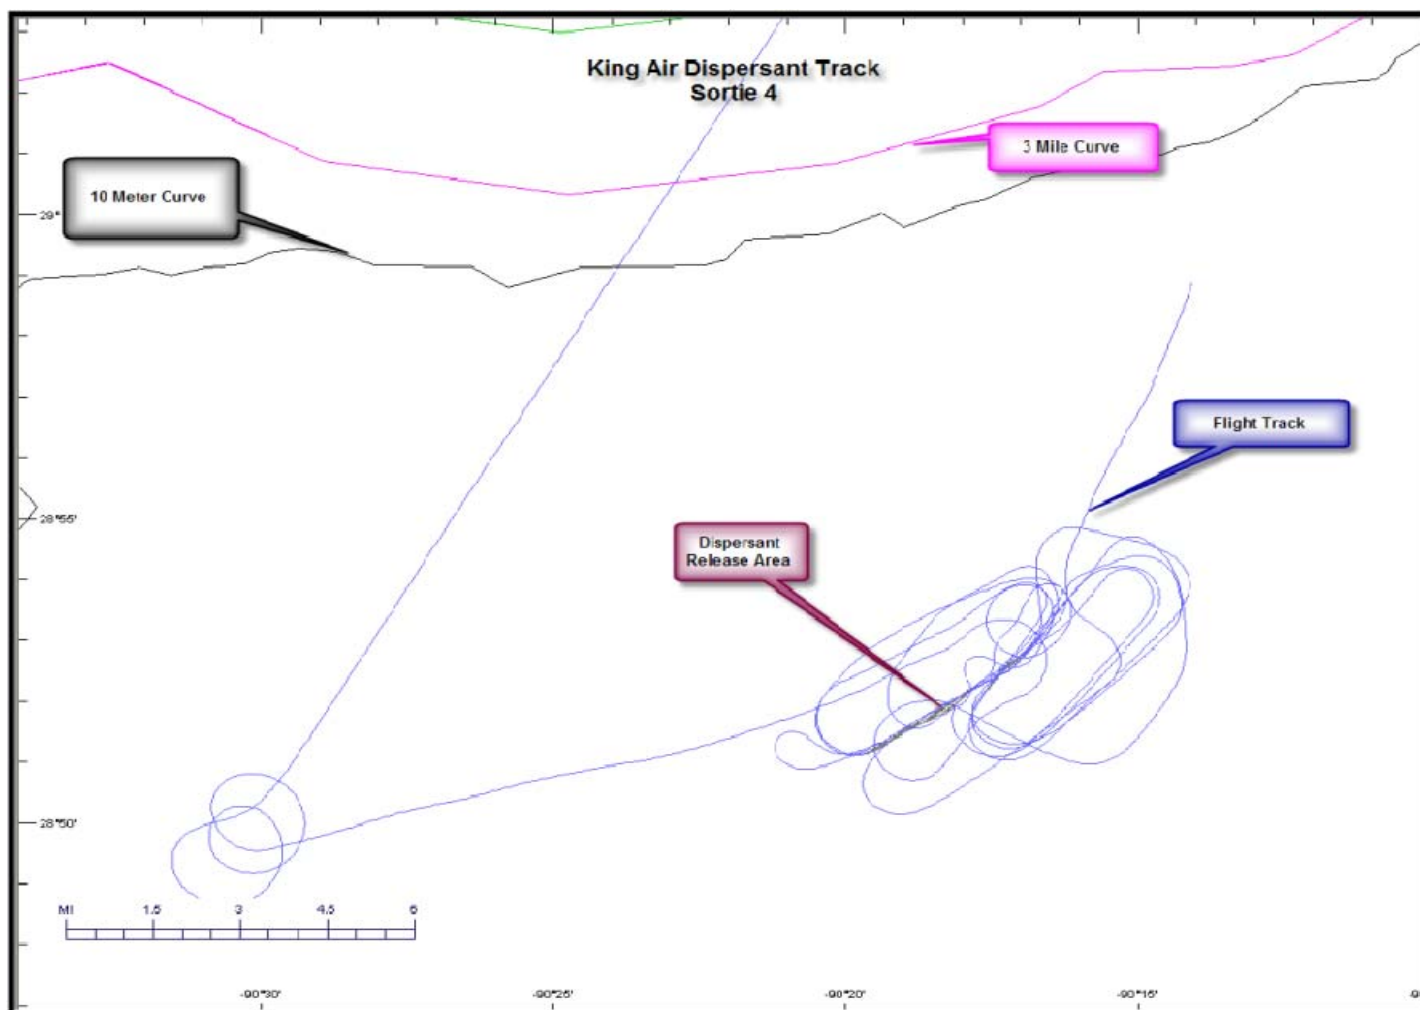 King Air Dispersant Track
Sortie 4
3 Mile Curve
10 Meter Curve
29°
Flight Track
28°55'
Dispersant
Release Area
28°50'
MI 1.5 3 4.5 6
-90°30' -90°25' -90°20' -90°15'